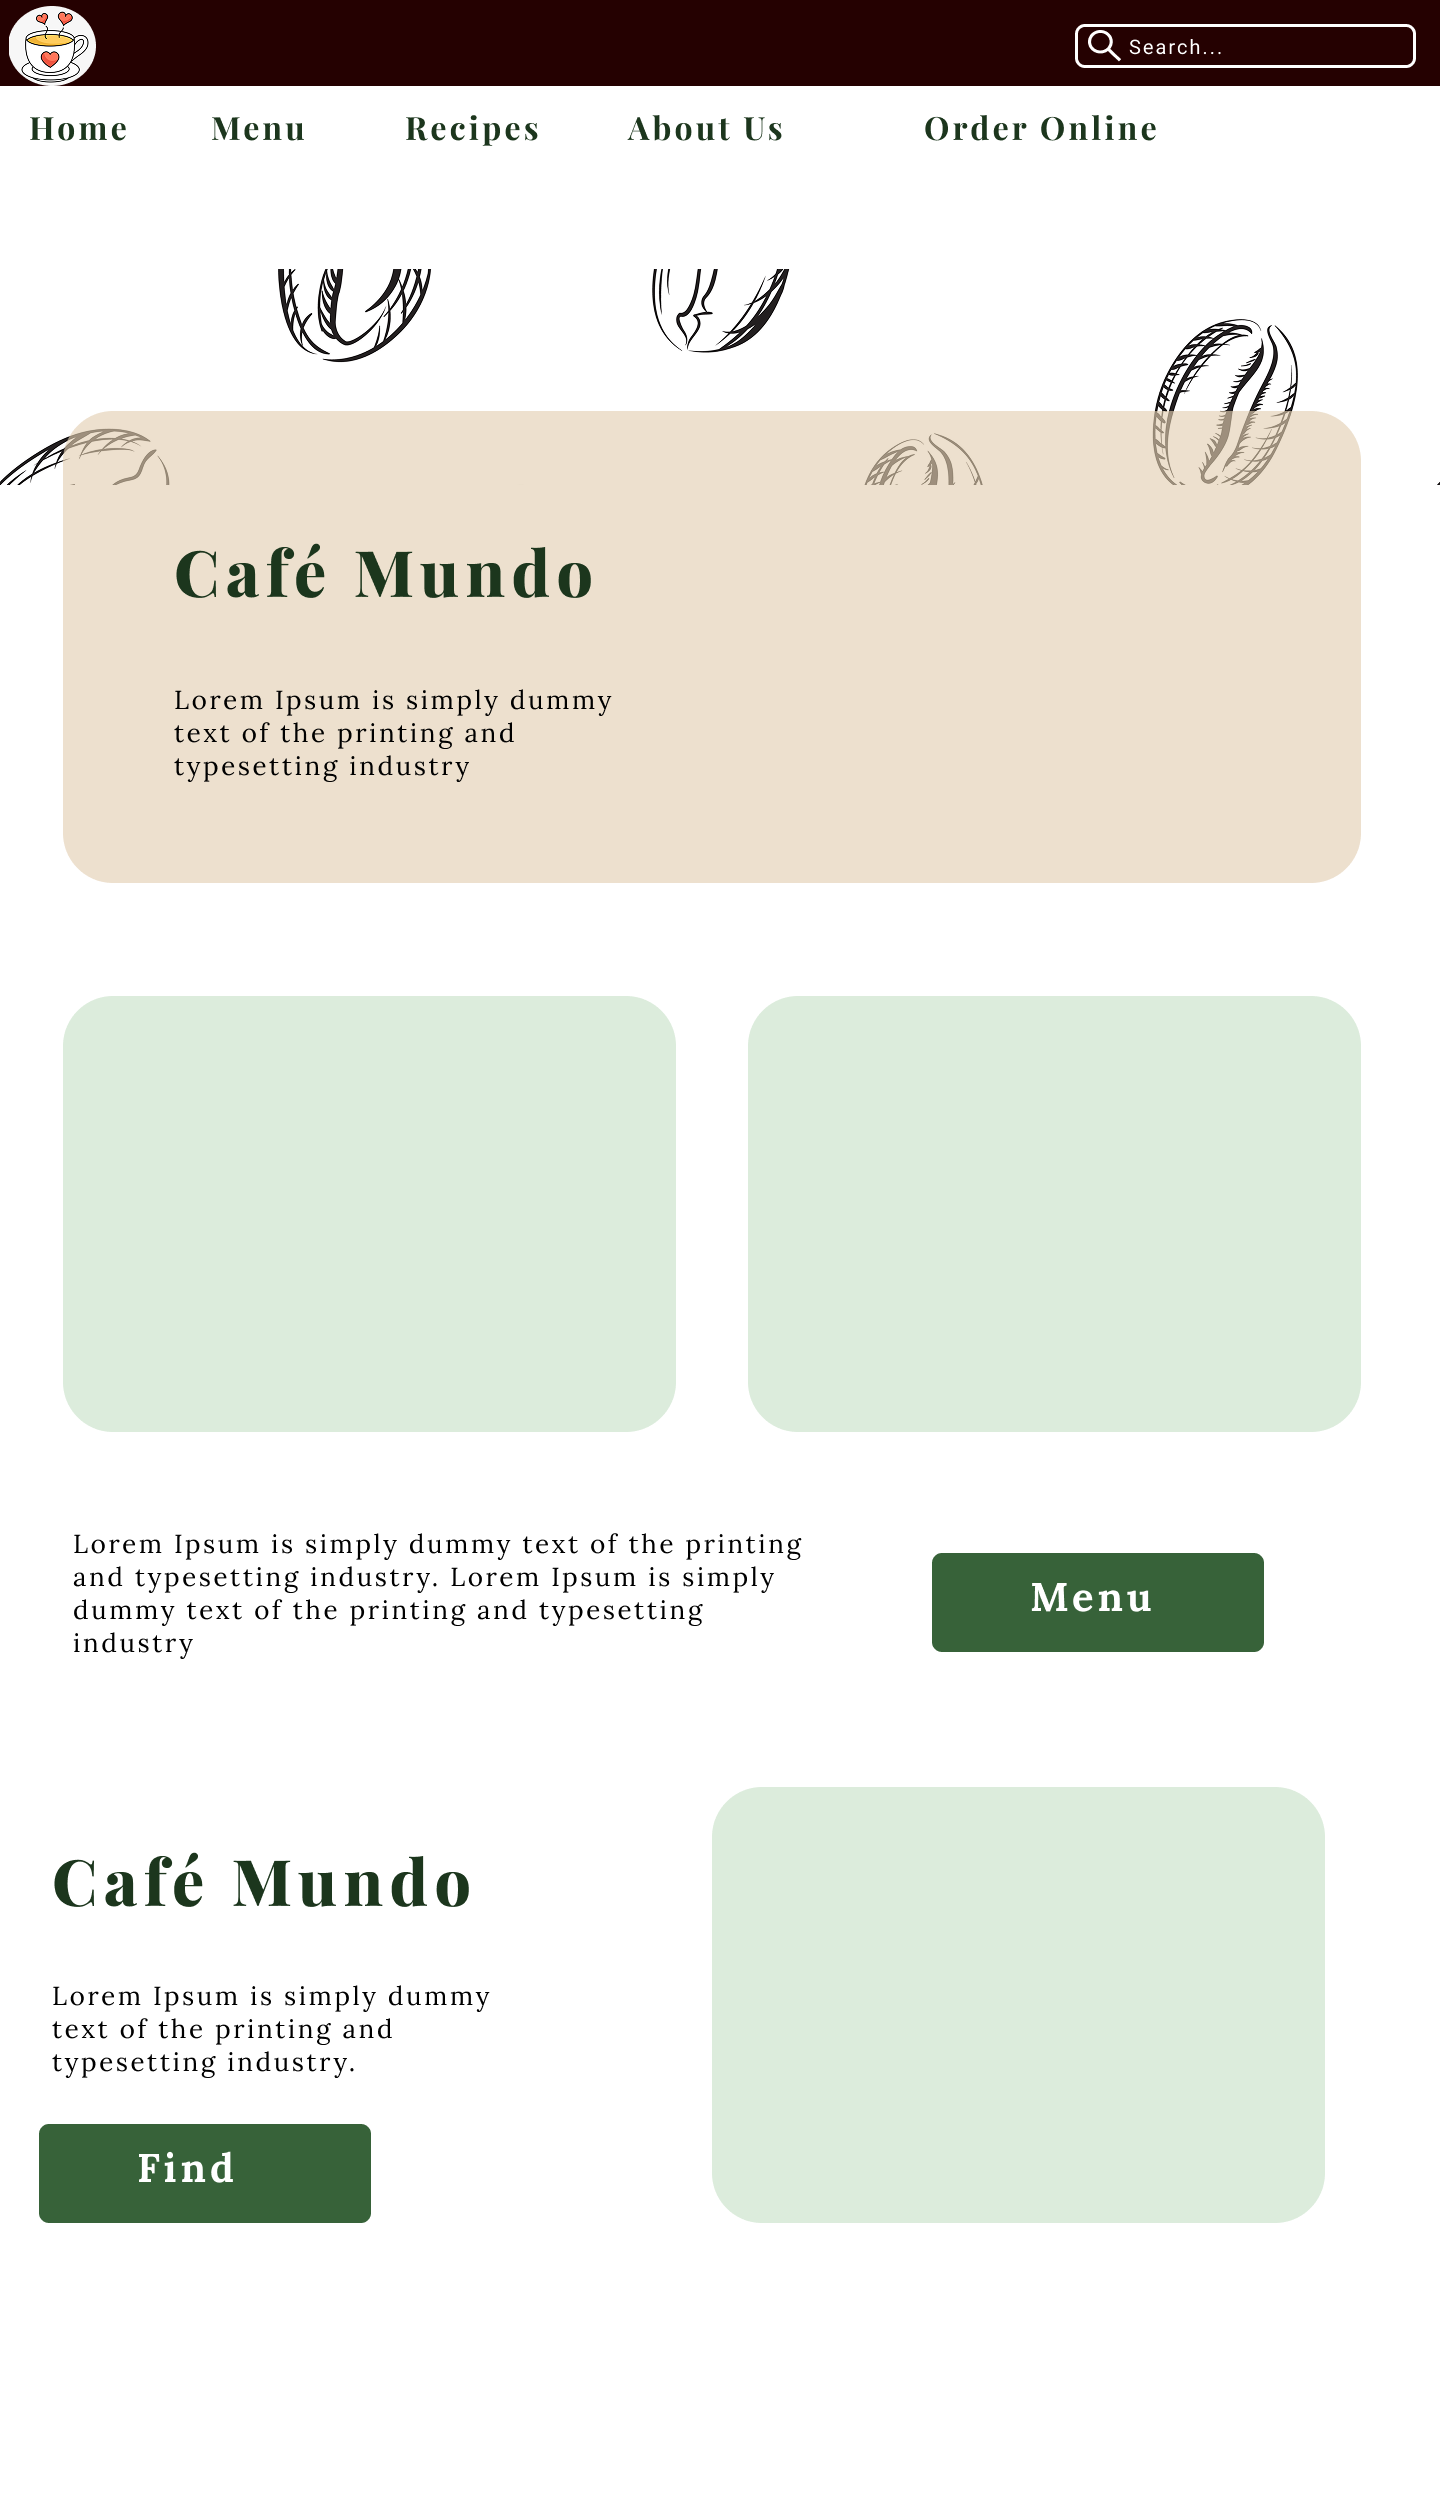 Search...
Home Menu Recipes About Us Order Online
Café Mundo
Lorem Ipsum is simply dummy
text of the printing and
typesetting industry
Lorem Ipsum is simply dummy text of the printing
and typesetting industry. Lorem Ipsum is simply
dummy text of the printing and typesetting
industry
Menu
Café Mundo
Lorem Ipsum is simply dummy
text of the printing and
typesetting industry.
Find